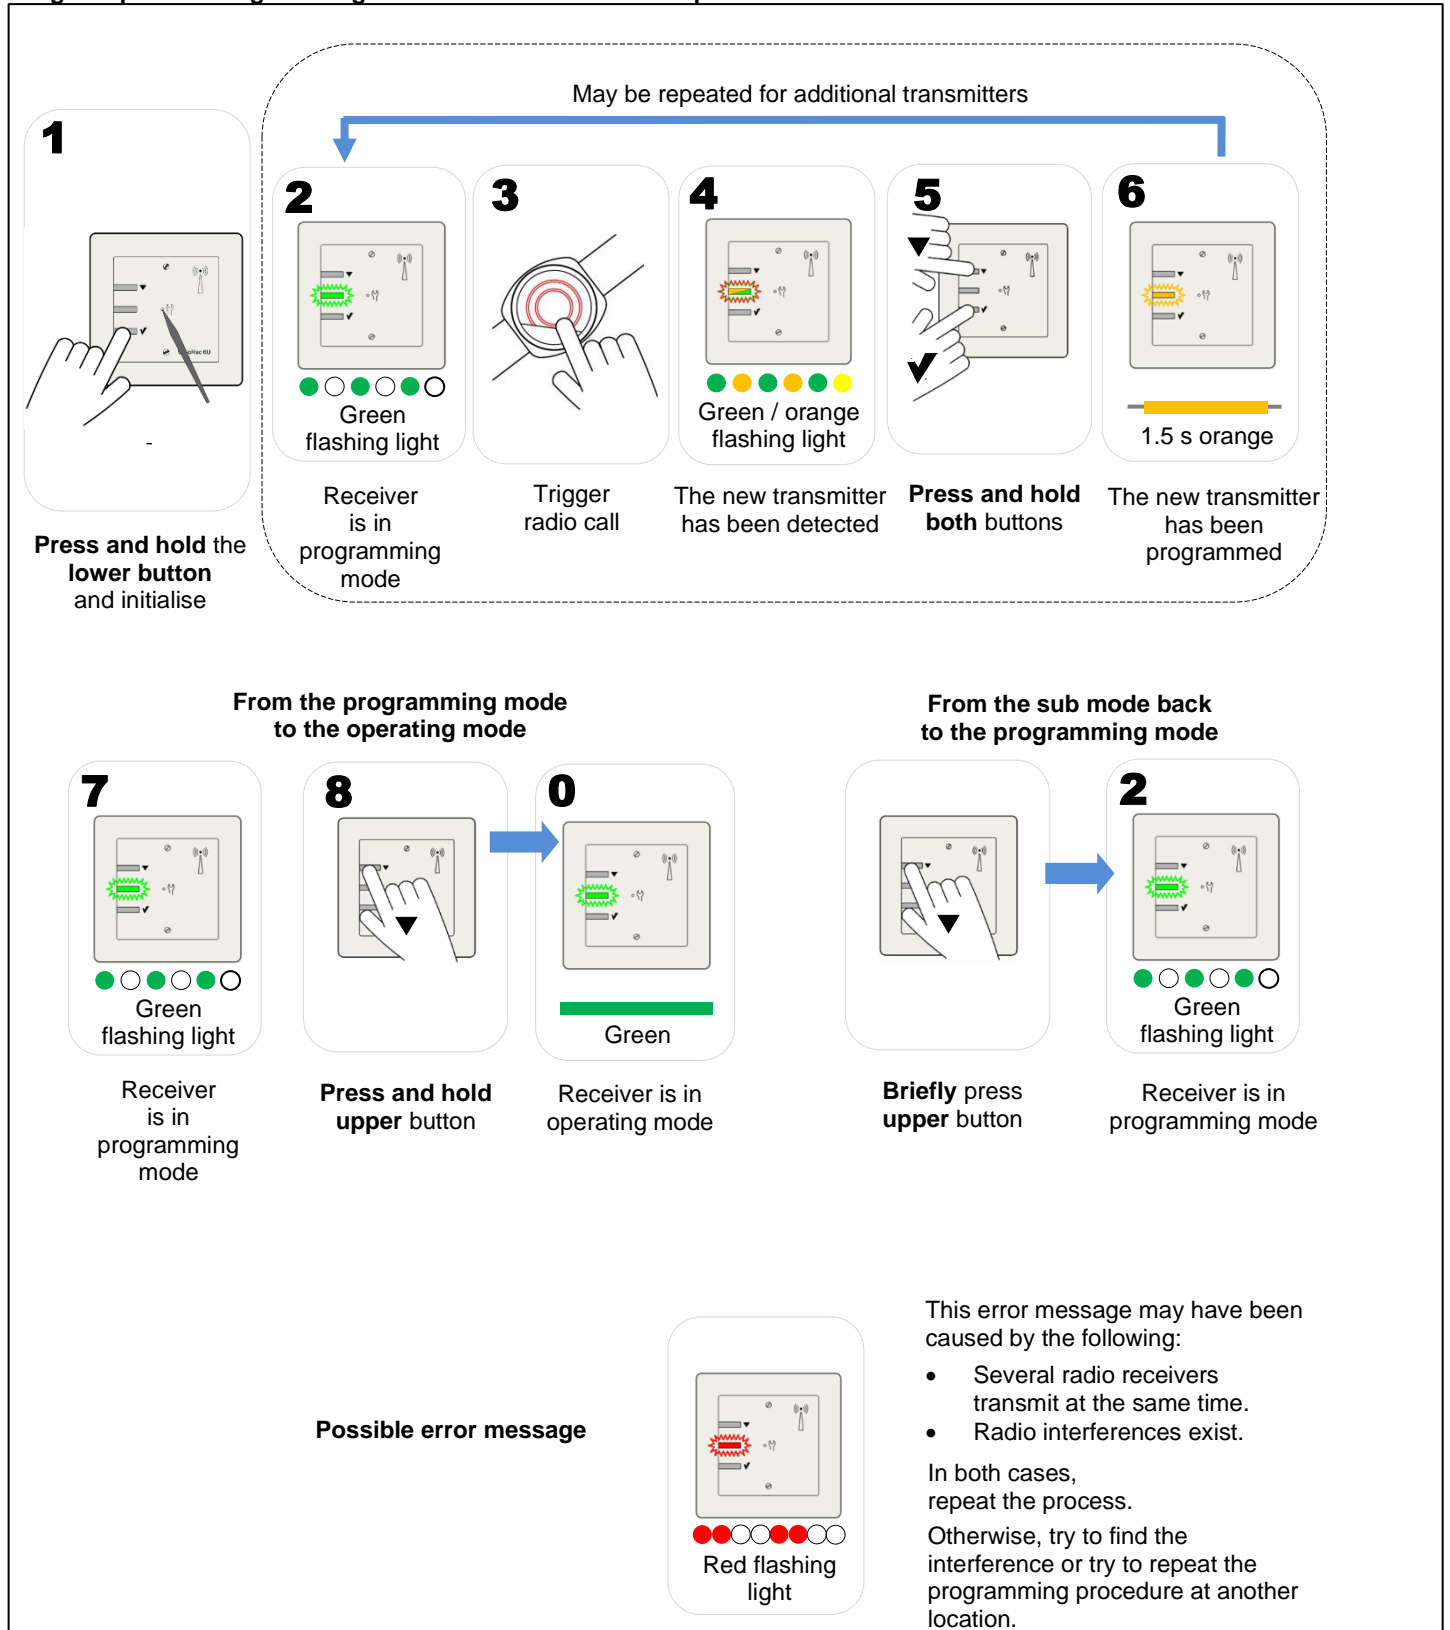 May be repeated for additional transmitters
1
-
Press and hold the
lower button
and initialise
2
Green
flashing light
Receiver
is in
programming
mode
3
Trigger
radio call
4
Green / orange
flashing light
The new transmitter
has been detected
5
Press and hold
both buttons
6
1.5 s orange
The new transmitter
has been
programmed
From the programming mode
to the operating mode
7
Green
flashing light
Receiver
is in
programming
mode
8
Press and hold
upper button
0
Green
Receiver is in
operating mode
From the sub mode back
to the programming mode
Briefly press
upper button
2
Green
flashing light
Receiver is in
programming mode
Possible error message
Red flashing
light
This error message may have been
caused by the following:
• Several radio receivers
transmit at the same time.
• Radio interferences exist.
In both cases,
repeat the process.
Otherwise, try to find the
interference or try to repeat the
programming procedure at another
location.